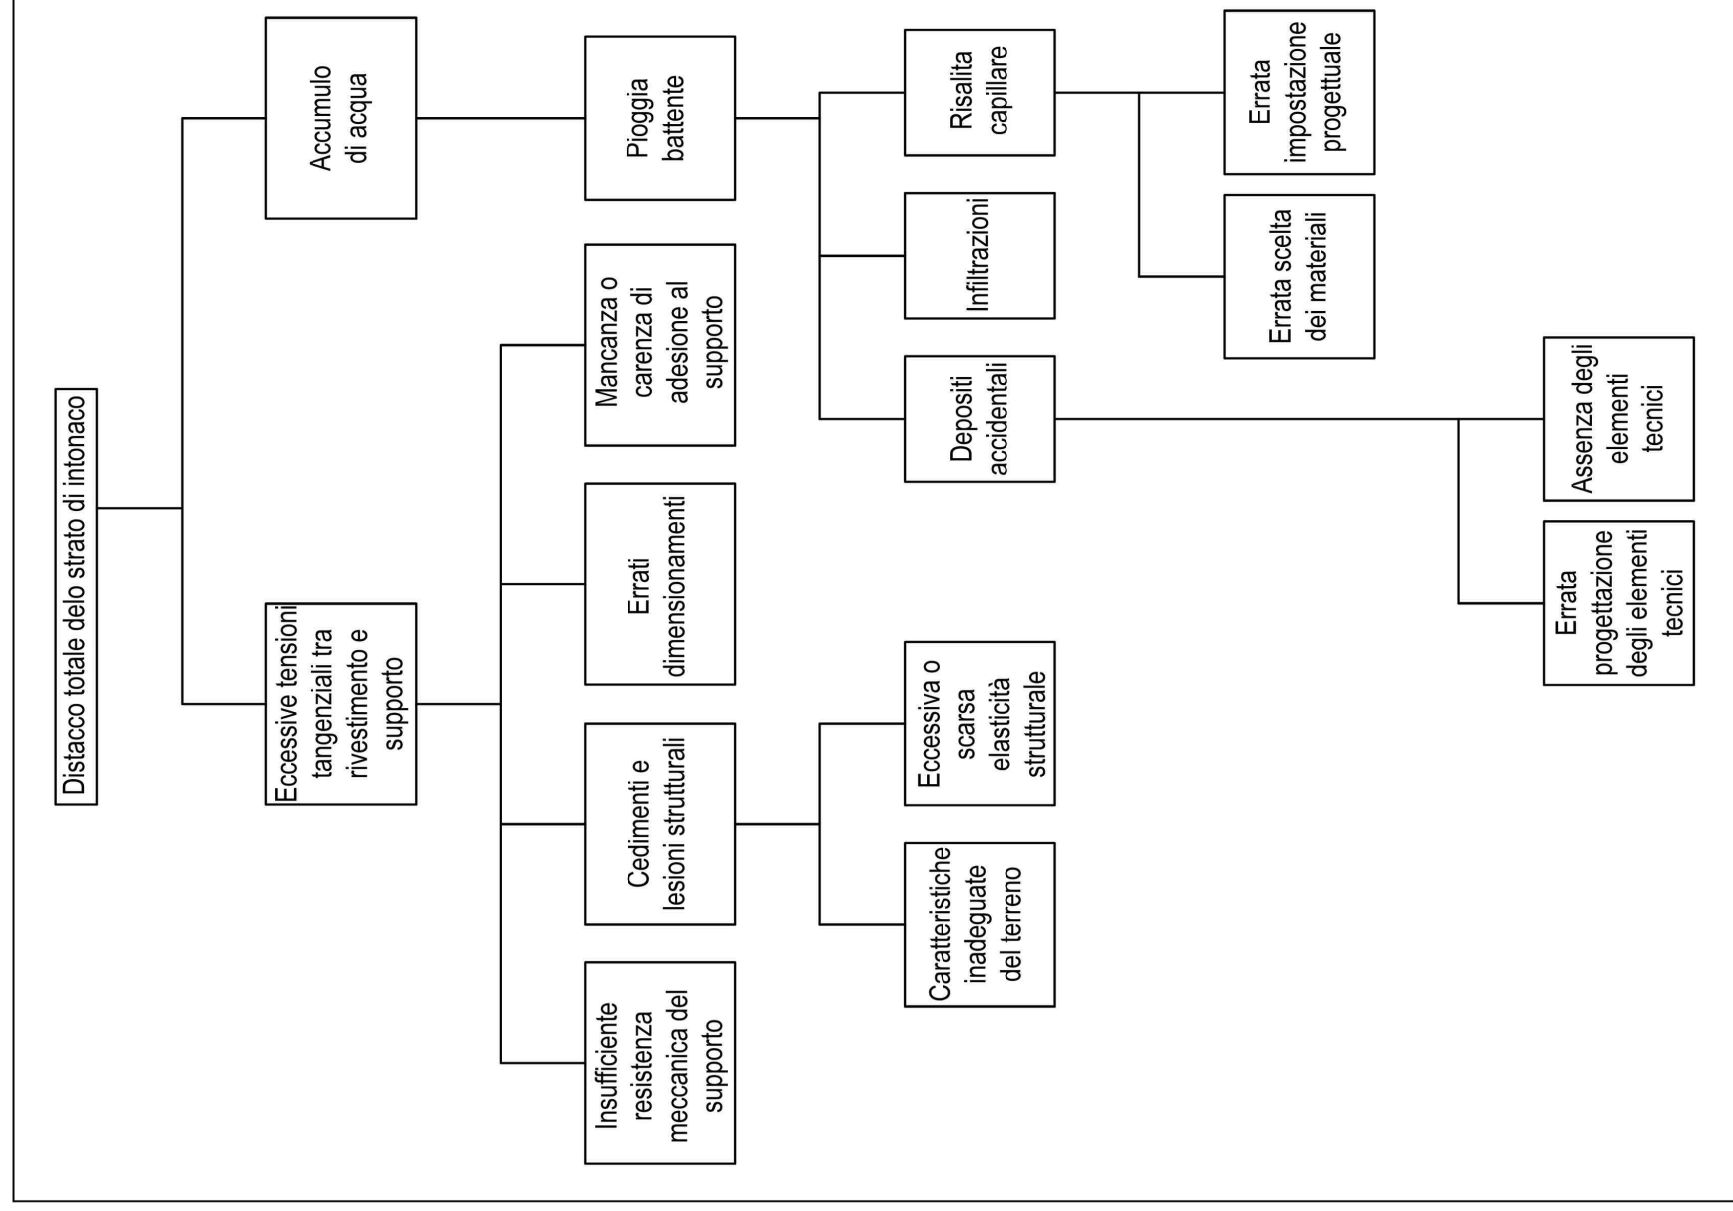 Distacco totale delo strato di intonaco
Eccessive tensioni
tangenziali tra
rivestimento e
supporto
Accumulo
di acqua
Insufficiente
resistenza
meccanica del
supporto
Cedimenti e
lesioni strutturali
Errati
dimensionamenti
Mancanza o
carenza di
adesione al
supporto
Pioggia
battente
Caratteristiche
inadeguate
del terreno
Eccessiva o
scarsa
elasticità
strutturale
Depositi
accidentali
Infiltrazioni
Risalita
capillare
Errata scelta
dei materiali
Errata
impostazione
progettuale
Errata
progettazione
degli elementi
tecnici
Assenza degli
elementi
tecnici